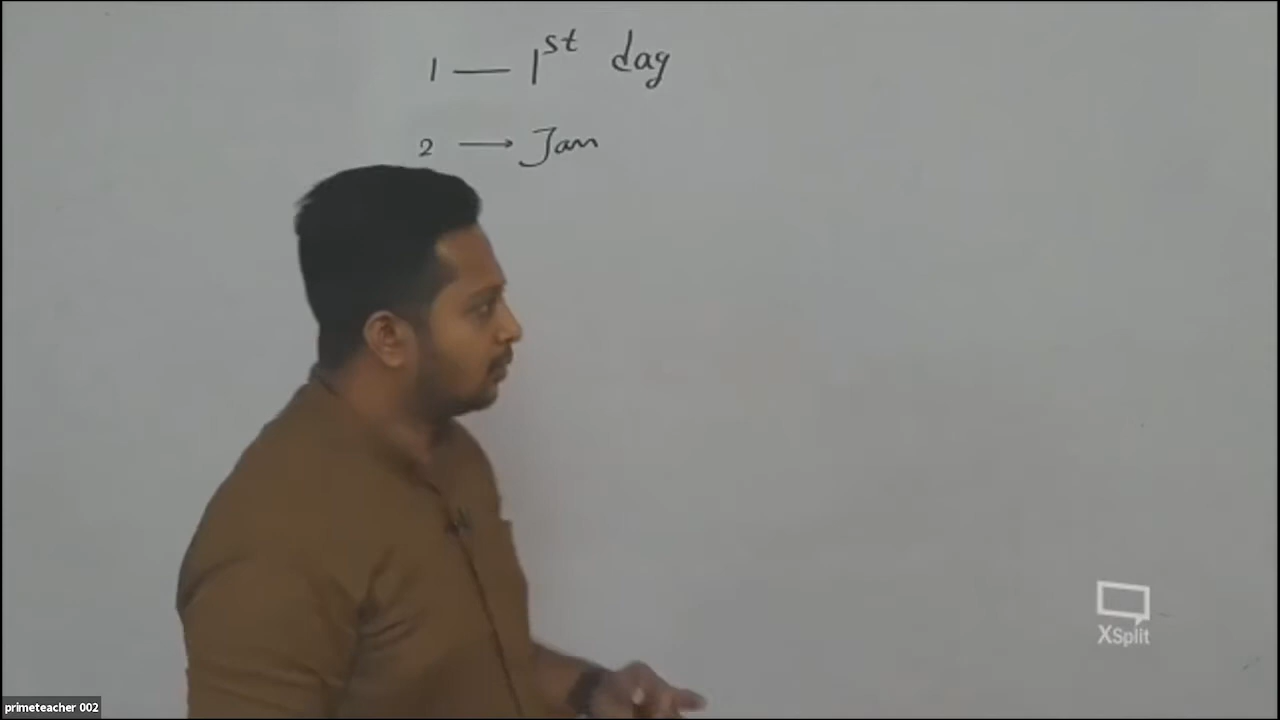 1 — 1st day
2 → Jan
XSplit
primeteacher 002